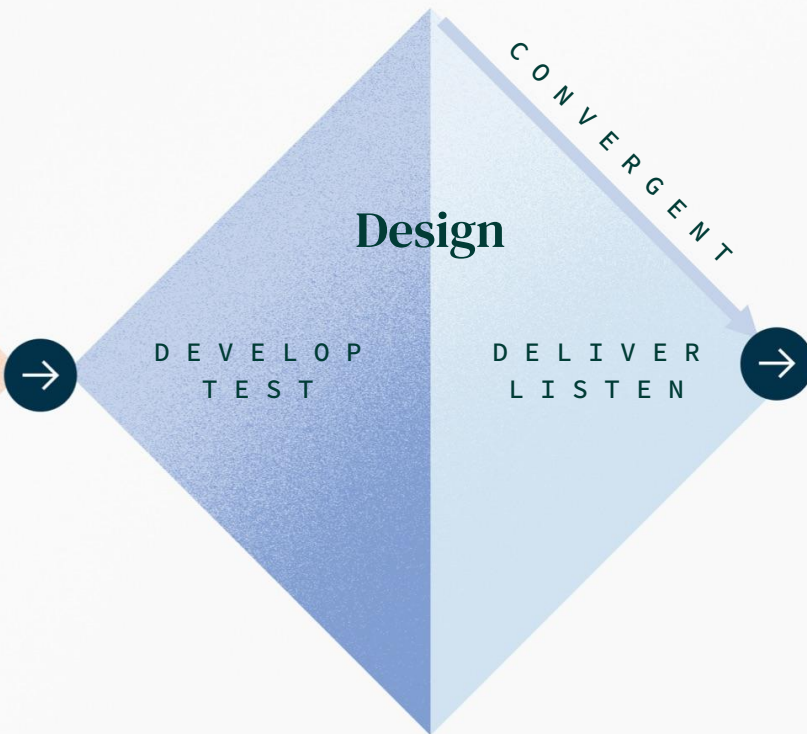 CONVERGENT
Design
DEVELOP
TEST
DELIVER
LISTEN